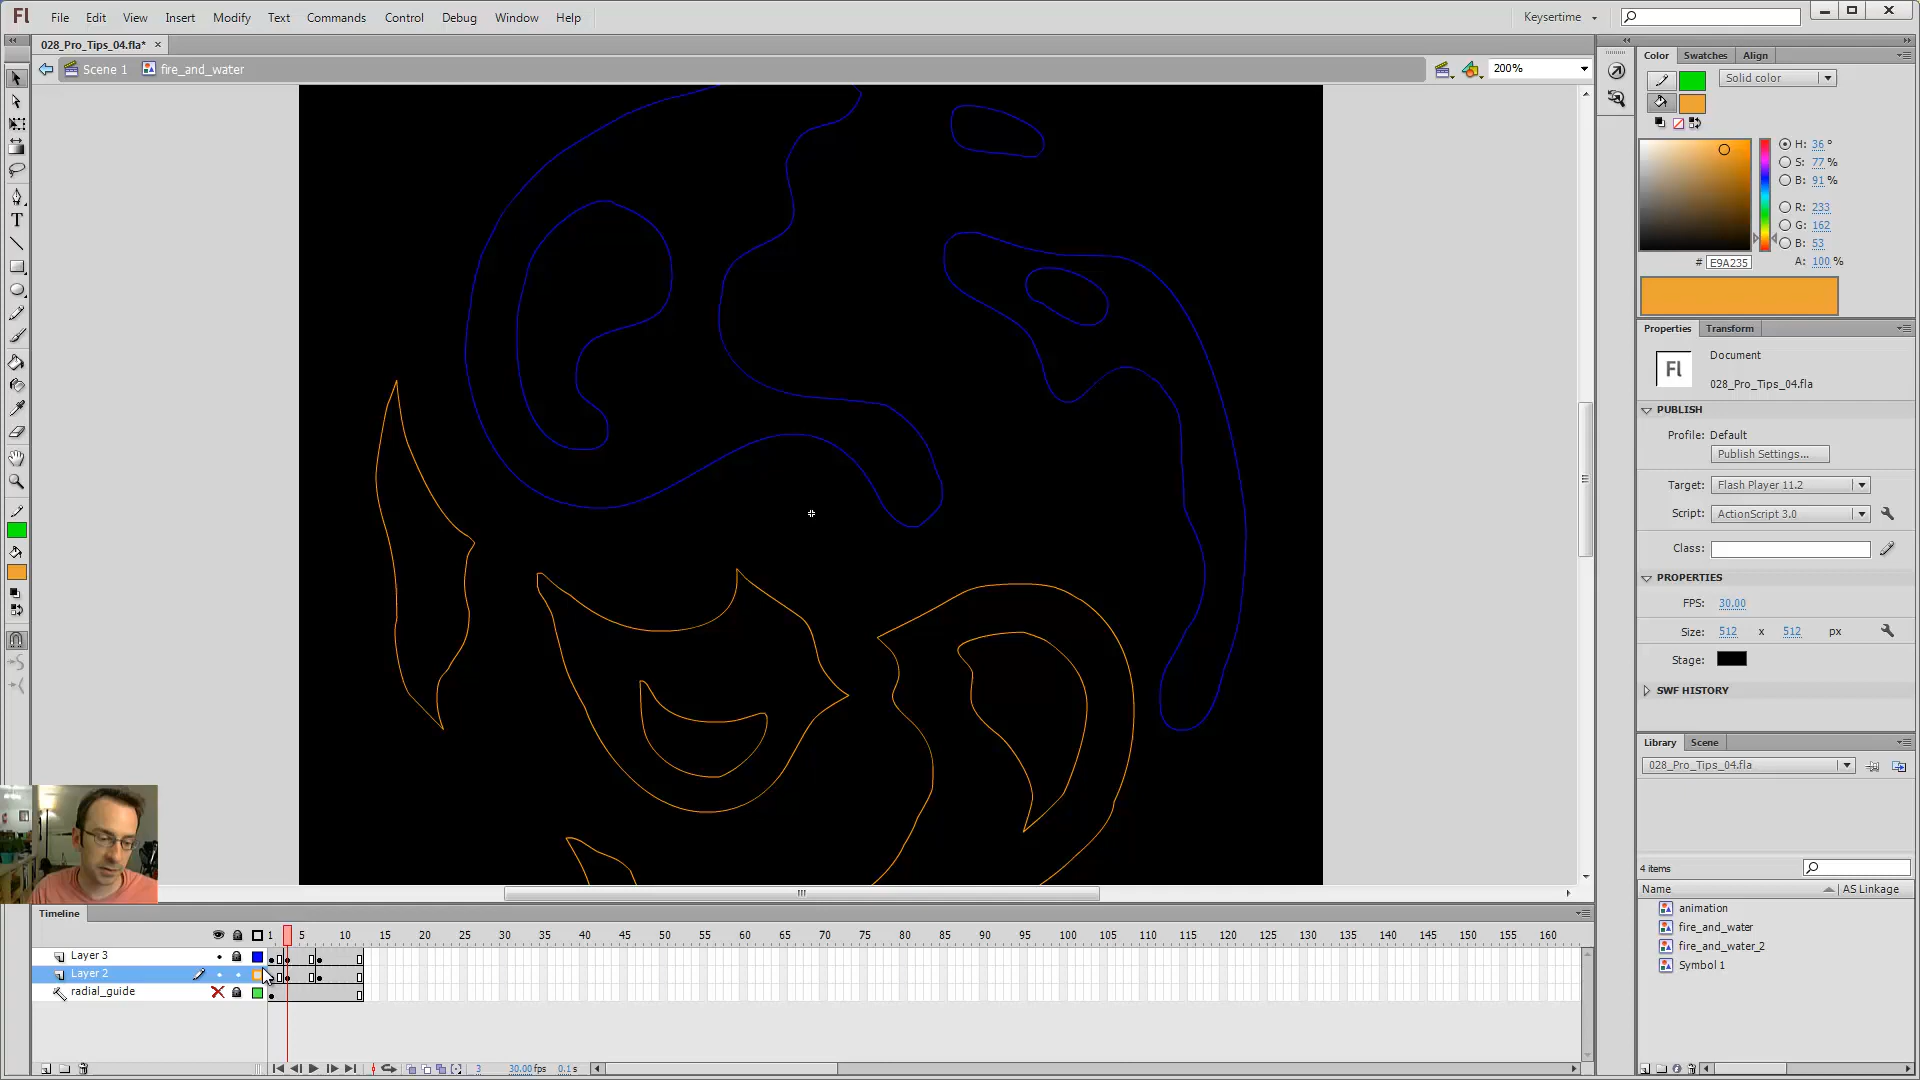 Fl File Edit View Insert Modify Text Commands Control Debug Window Help Keysertime
028_Pro_Tips_04.fla* ×
Scene 1 fire_and_water 200%
Color Swatches Align
Solid color
H: 36 °
S: 77 %
B: 91 %
R: 233
G: 162
B: 53
# E9A235 A: 100 %
Properties Transform
Fl Document
028_Pro_Tips_04.fla
PUBLISH
Profile: Default
Publish Settings...
Target: Flash Player 11.2
Script: ActionScript 3.0
Class:
PROPERTIES
FPS: 30.00
Size: 512 x 512 px
Stage:
SWF HISTORY
Library Scene
028_Pro_Tips_04.fla
4 items
Name AS Linkage
animation
fire_and_water
fire_and_water_2
Symbol 1
T
Timeline
1 5 10 15 20 25 30 35 40 45 50 55 60 65 70 75 80 85 90 95 100 105 110 115 120 125 130 135 140 145 150 155 160
Layer 3
Layer 2
radial_guide
3 30.00fps 0.1s